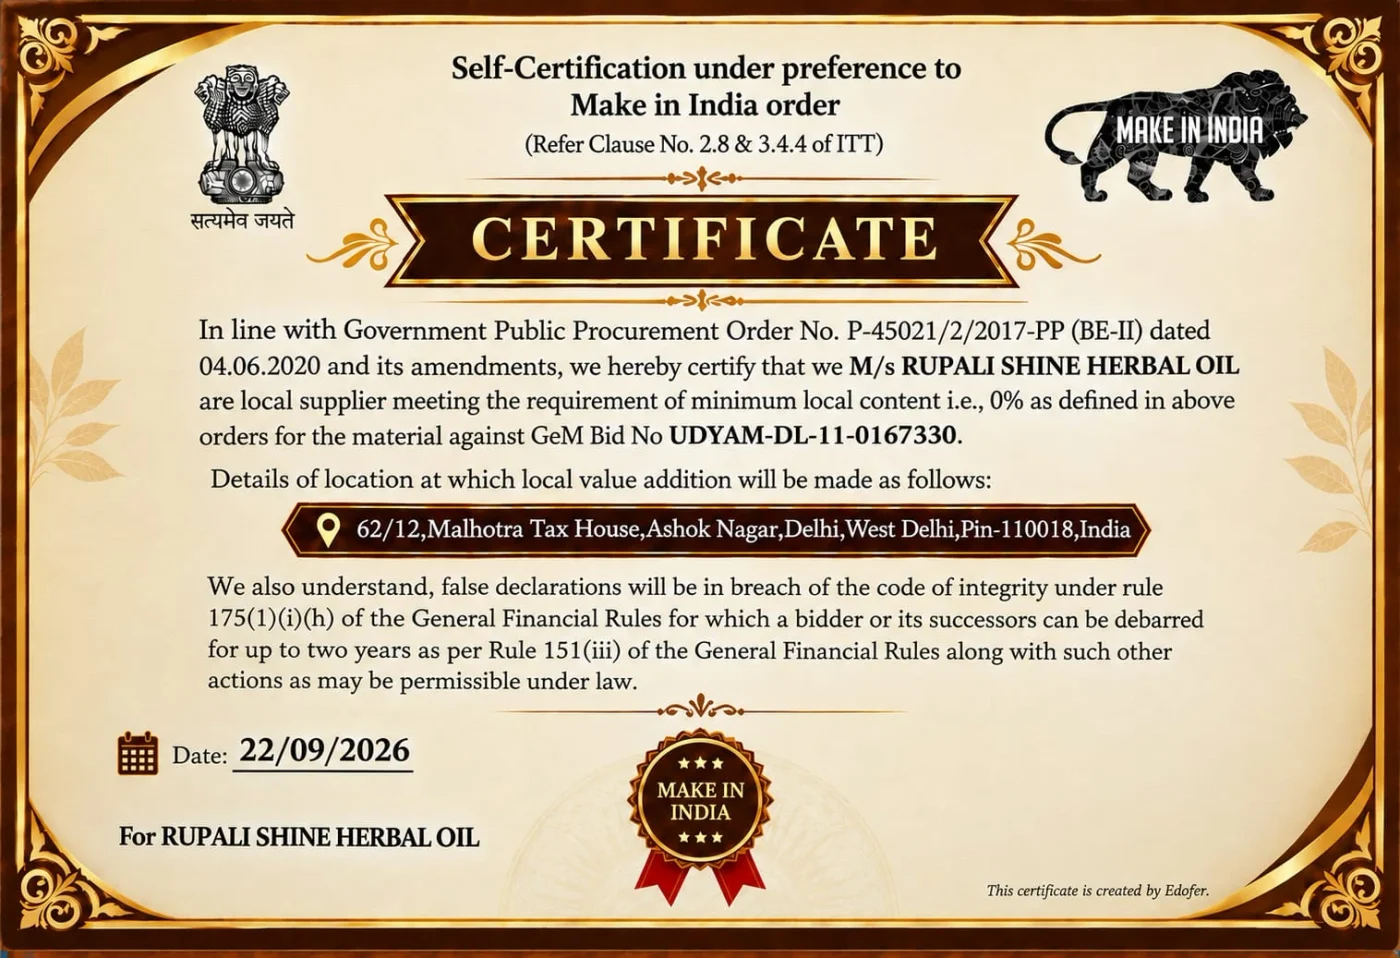 Self-Certification under preference to
Make in India order
(Refer Clause No. 2.8 & 3.4.4 of ITT)
सत्यमेव जयते
MAKE IN INDIA
CERTIFICATE
In line with Government Public Procurement Order No. P-45021/2/2017-PP (BE-II) dated
04.06.2020 and its amendments, we hereby certify that we M/s RUPALI SHINE HERBAL OIL
are local supplier meeting the requirement of minimum local content i.e., 0% as defined in above
orders for the material against GeM Bid No UDYAM-DL-11-0167330.
Details of location at which local value addition will be made as follows:
62/12,Malhotra Tax House,Ashok Nagar,Delhi,West Delhi,Pin-110018,India
We also understand, false declarations will be in breach of the code of integrity under rule
175(1)(i)(h) of the General Financial Rules for which a bidder or its successors can be debarred
for up to two years as per Rule 151(iii) of the General Financial Rules along with such other
actions as may be permissible under law.
Date: 22/09/2026
MAKE IN
INDIA
For RUPALI SHINE HERBAL OIL
This certificate is created by Edofer.